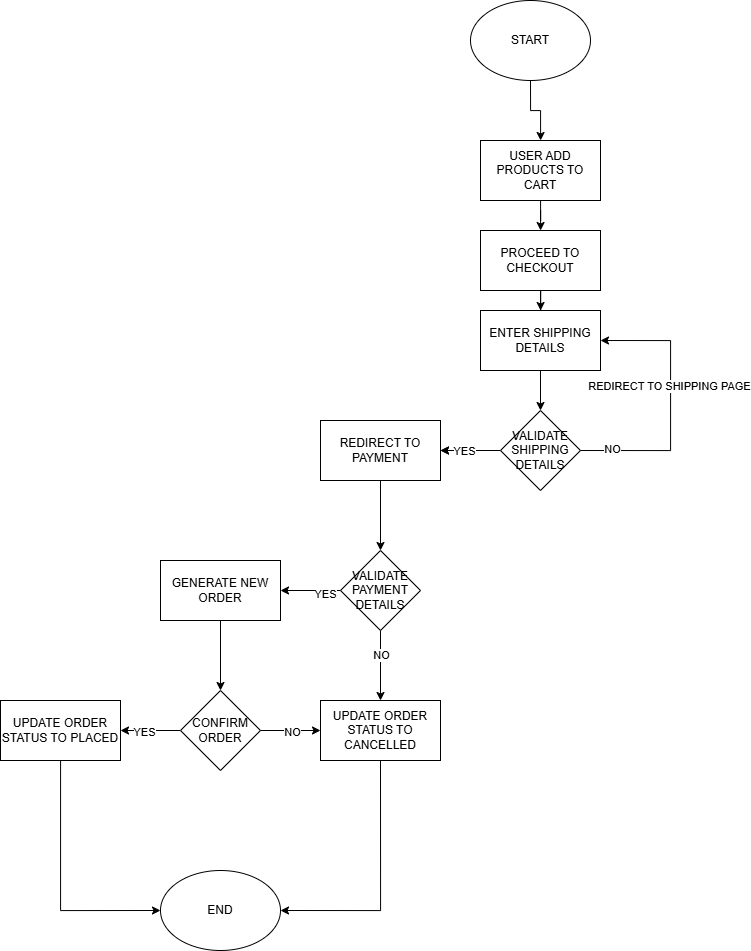 START
USER ADD
PRODUCTS TO
CART
PROCEED TO
CHECKOUT
ENTER SHIPPING
DETAILS
REDIRECT TO SHIPPING PAGE
VALIDATE
SHIPPING
DETAILS
YES
NO
REDIRECT TO
PAYMENT
VALIDATE
PAYMENT
DETAILS
YES
NO
GENERATE NEW
ORDER
CONFIRM
ORDER
YES
NO
UPDATE ORDER
STATUS TO PLACED
UPDATE ORDER
STATUS TO
CANCELLED
END